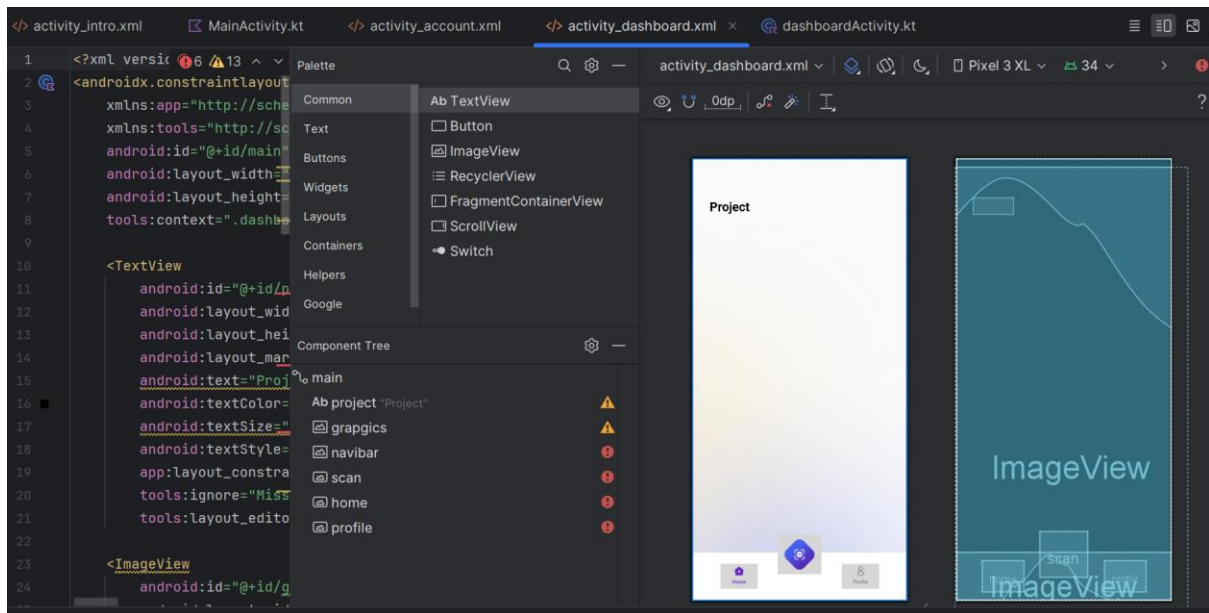 activity_intro.xml MainActivity.kt activity_account.xml activity_dashboard.xml dashboardActivity.kt
1 <?xml versic 6 13
2 <androidx.constraintlayout
3 xmlns:app="http://sche
4 xmlns:tools="http://sc
5 android:id="@+id/main"
6 android:layout_width="
7 android:layout_height=
8 tools:context=".dashbo
9
10 <TextView
11 android:id="@+id/p
12 android:layout_wid
13 android:layout_hei
14 android:layout_mar
15 android:text="Proj
16 android:textColor=
17 android:textSize="
18 android:textStyle=
19 app:layout_constra
20 tools:ignore="Miss
21 tools:layout_edito
22
23 <ImageView
24 android:id="@+id/g
Palette
Common
Text
Buttons
Widgets
Layouts
Containers
Helpers
Google
Ab TextView
Button
ImageView
RecyclerView
FragmentContainerView
ScrollView
Switch
Component Tree
main
Ab project "Project"
grapgics
navibar
scan
home
profile
activity_dashboard.xml Pixel 3 XL 34
0dp
?
Project
Home
Profile
ImageView
scan
home
profile
ImageView